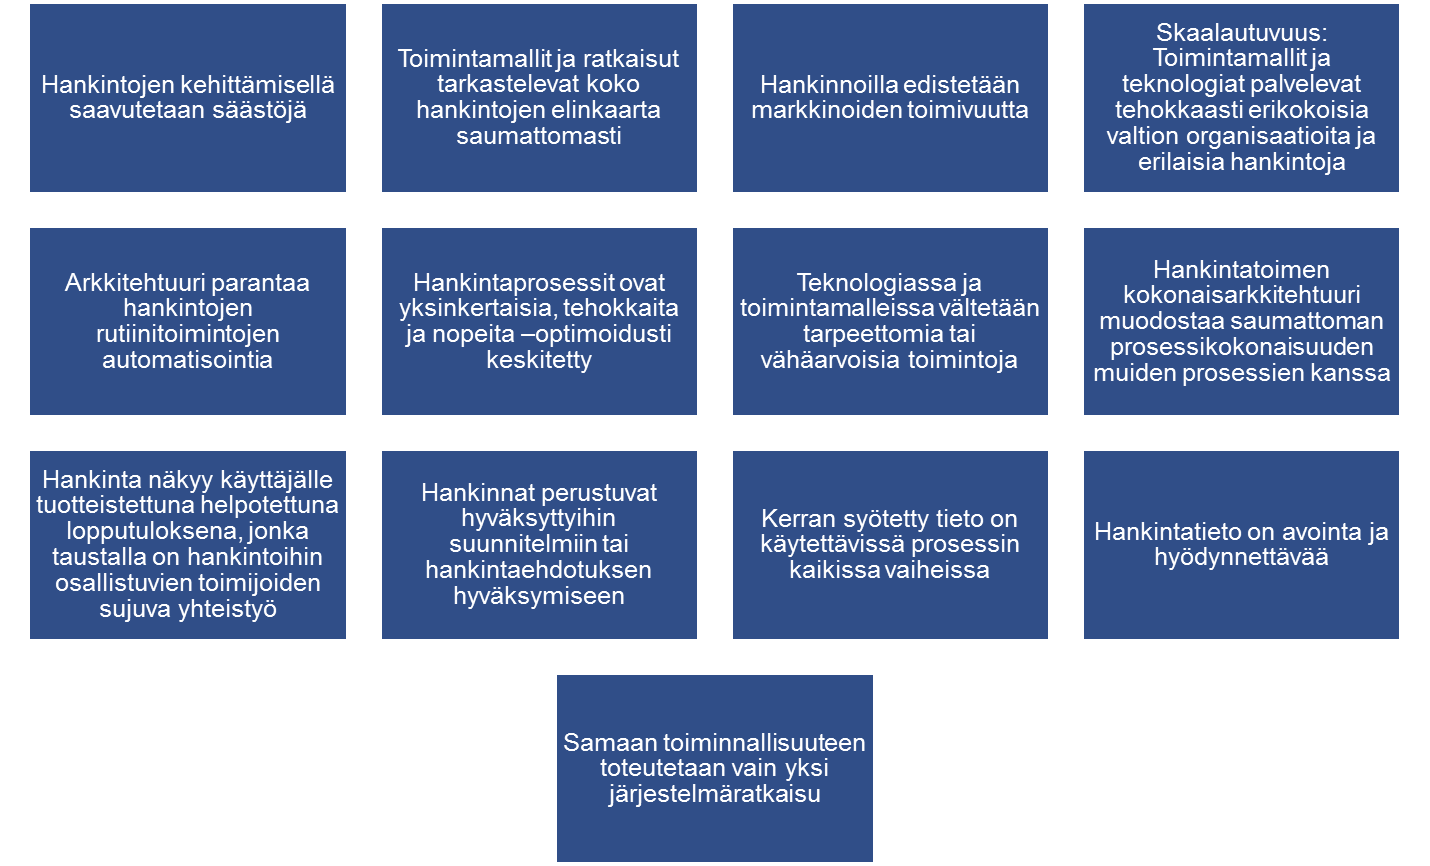 Hankintojen kehittämisellä
saavutetaan säästöjä
Toimintamallit ja ratkaisut
tarkastelevat koko
hankintojen elinkaarta
saumattomasti
Hankinnoilla edistetään
markkinoiden toimivuutta
Skaalautuvuus:
Toimintamallit ja
teknologiat palvelevat
tehokkaasti erikokoisia
valtion organisaatioita ja
erilaisia hankintoja
Arkkitehtuuri parantaa
hankintojen
rutiinitoimintojen
automatisointia
Hankintaprosessit ovat
yksinkertaisia, tehokkaita
ja nopeita –optimoidusti
keskitetty
Teknologiassa ja
toimintamalleissa vältetään
tarpeettomia tai
vähäarvoisia toimintoja
Hankintatoimen
kokonaisarkkitehtuuri
muodostaa saumattoman
prosessikokonaisuuden
muiden prosessien kanssa
Hankinta näkyy käyttäjälle
tuotteistettuna helpotettuna
lopputuloksena, jonka
taustalla on hankintoihin
osallistuvien toimijoiden
sujuva yhteistyö
Hankinnat perustuvat
hyväksyttyihin
suunnitelmiin tai
hankintaehdotuksen
hyväksymiseen
Kerran syötetty tieto on
käytettävissä prosessin
kaikissa vaiheissa
Hankintatieto on avointa ja
hyödynnettävää
Samaan toiminnallisuuteen
toteutetaan vain yksi
järjestelmäratkaisu